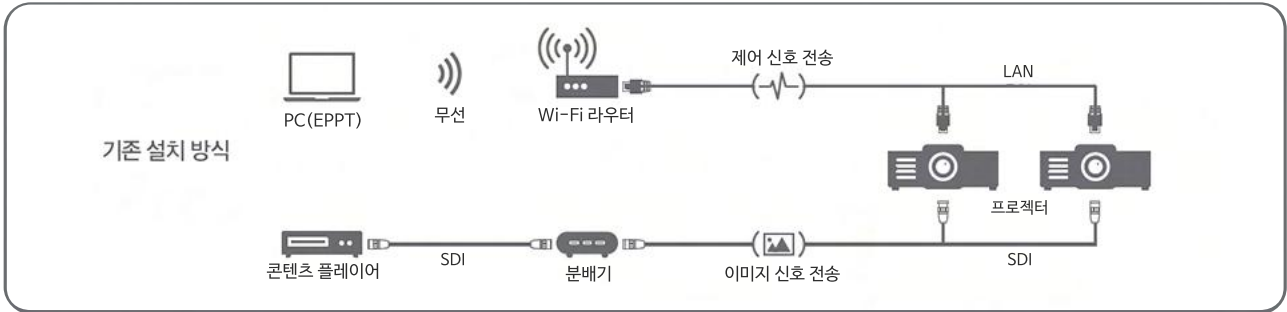 제어 신호 전송
LAN
PC(EPPT)
무선
Wi-Fi 라우터
기존 설치 방식
프로젝터
콘텐츠 플레이어
SDI
분배기
이미지 신호 전송
SDI